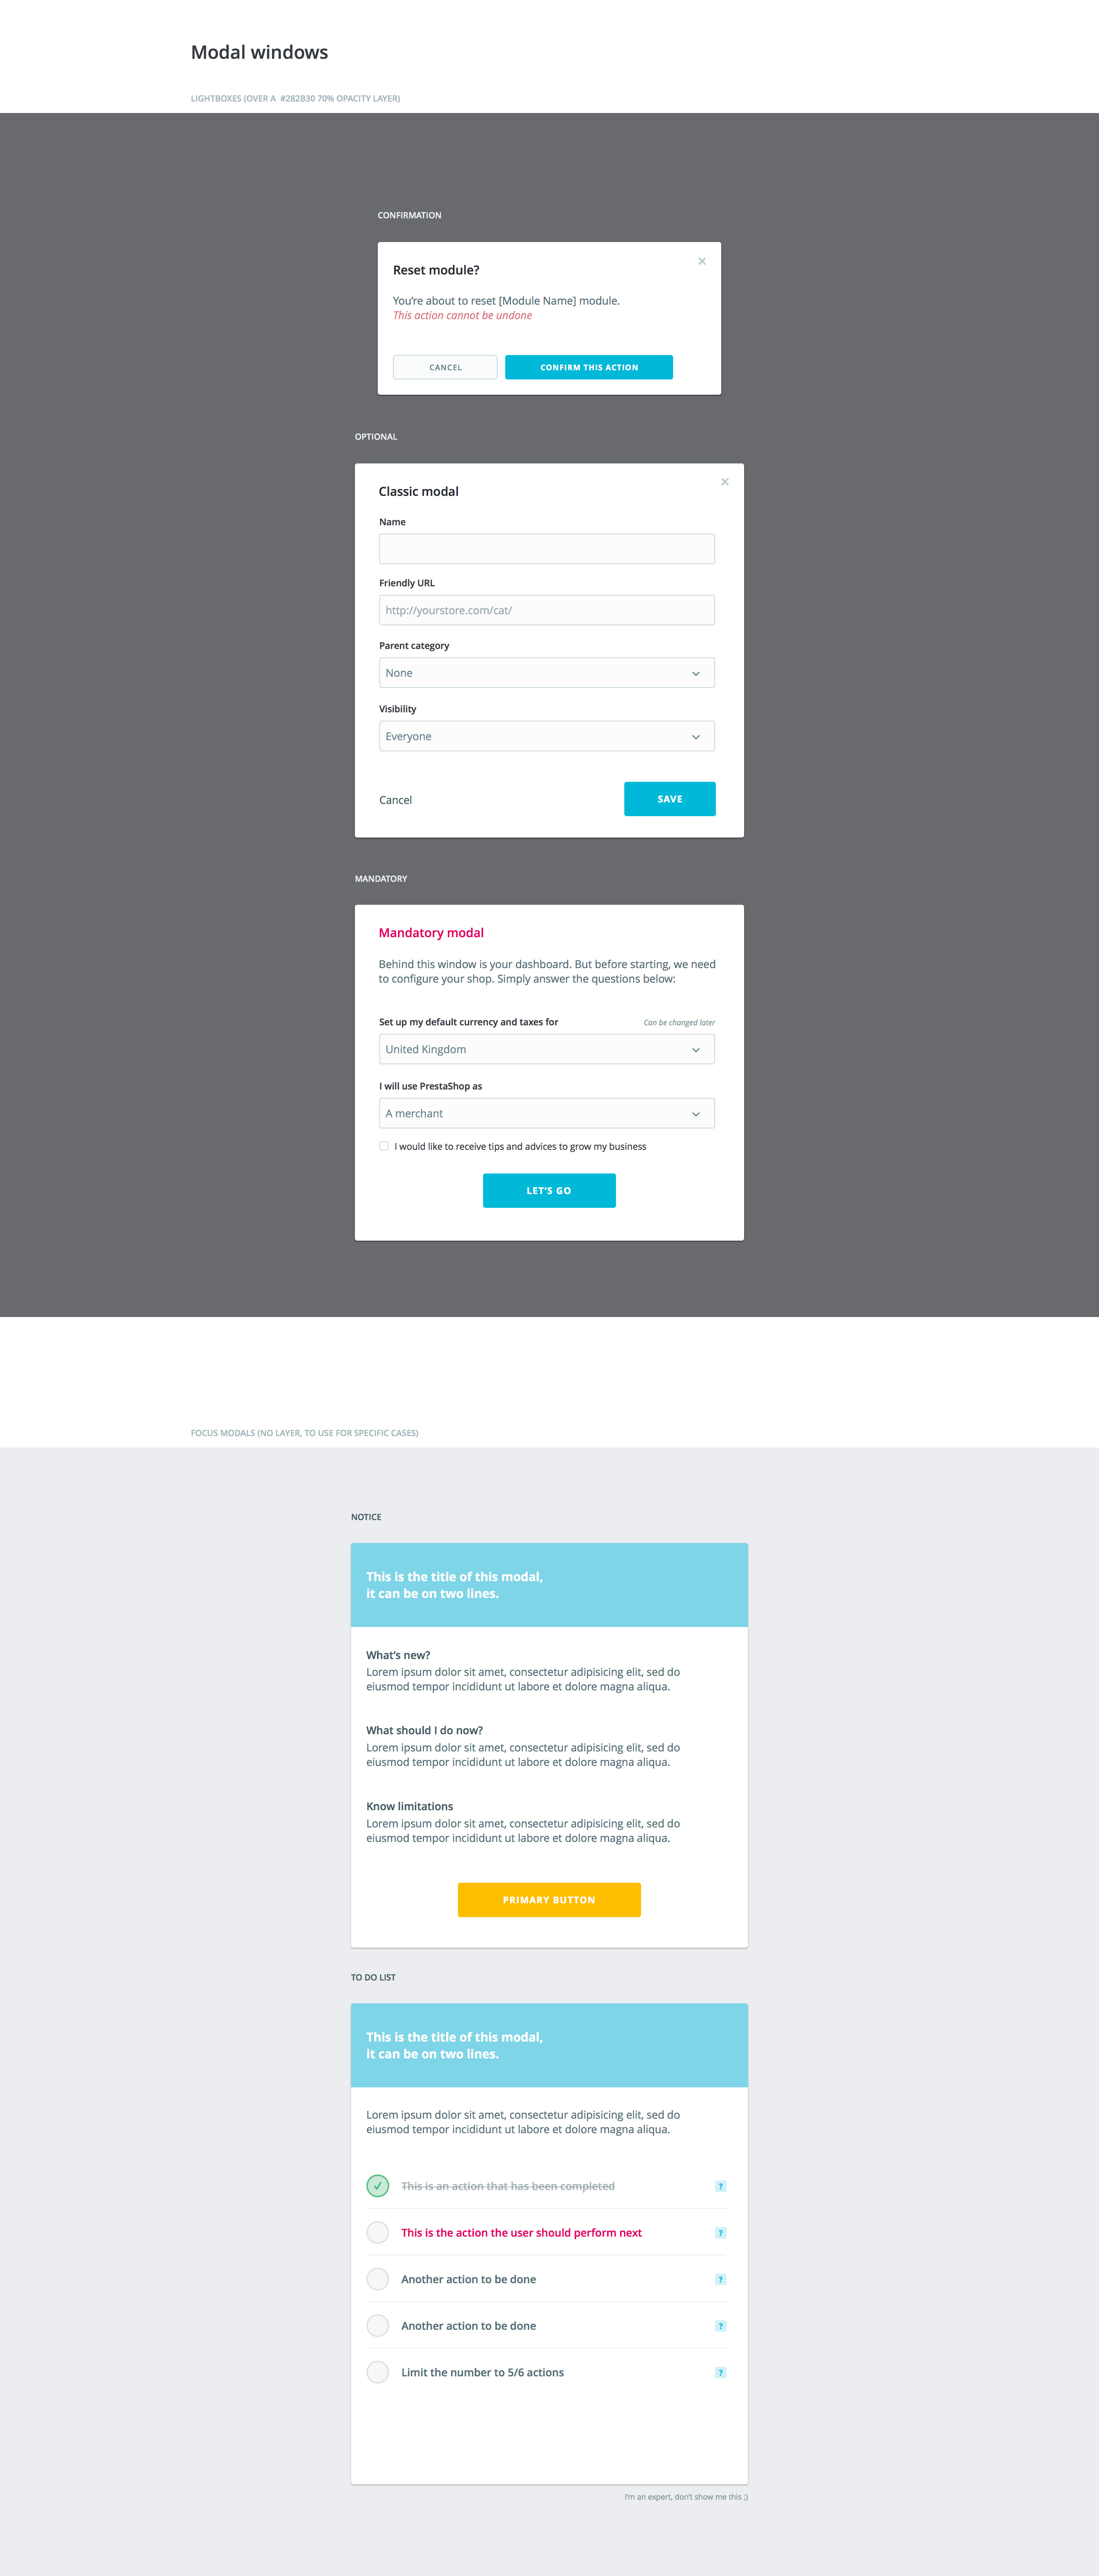 Modal windows
LIGHTBOXES (OVER A #282B30 70% OPACITY LAYER)
CONFIRMATION
Reset module?
You're about to reset [Module Name] module.
This action cannot be undone
CANCEL
CONFIRM THIS ACTION
OPTIONAL
Classic modal
Name
Friendly URL
http://yourstore.com/cat/
Parent category
None
Visibility
Everyone
Cancel
SAVE
MANDATORY
Mandatory modal
Behind this window is your dashboard. But before starting, we need
to configure your shop. Simply answer the questions below:
Set up my default currency and taxes for
Can be changed later
United Kingdom
I will use PrestaShop as
A merchant
I would like to receive tips and advices to grow my business
LET'S GO
FOCUS MODALS (NO LAYER, TO USE FOR SPECIFIC CASES)
NOTICE
This is the title of this modal,
it can be on two lines.
What's new?
Lorem ipsum dolor sit amet, consectetur adipisicing elit, sed do
eiusmod tempor incididunt ut labore et dolore magna aliqua.
What should I do now?
Lorem ipsum dolor sit amet, consectetur adipisicing elit, sed do
eiusmod tempor incididunt ut labore et dolore magna aliqua.
Know limitations
Lorem ipsum dolor sit amet, consectetur adipisicing elit, sed do
eiusmod tempor incididunt ut labore et dolore magna aliqua.
PRIMARY BUTTON
TO DO LIST
This is the title of this modal,
it can be on two lines.
Lorem ipsum dolor sit amet, consectetur adipisicing elit, sed do
eiusmod tempor incididunt ut labore et dolore magna aliqua.
This is an action that has been completed
?
This is the action the user should perform next
?
Another action to be done
?
Another action to be done
?
Limit the number to 5/6 actions
?
I'm an expert, don't show me this ;)